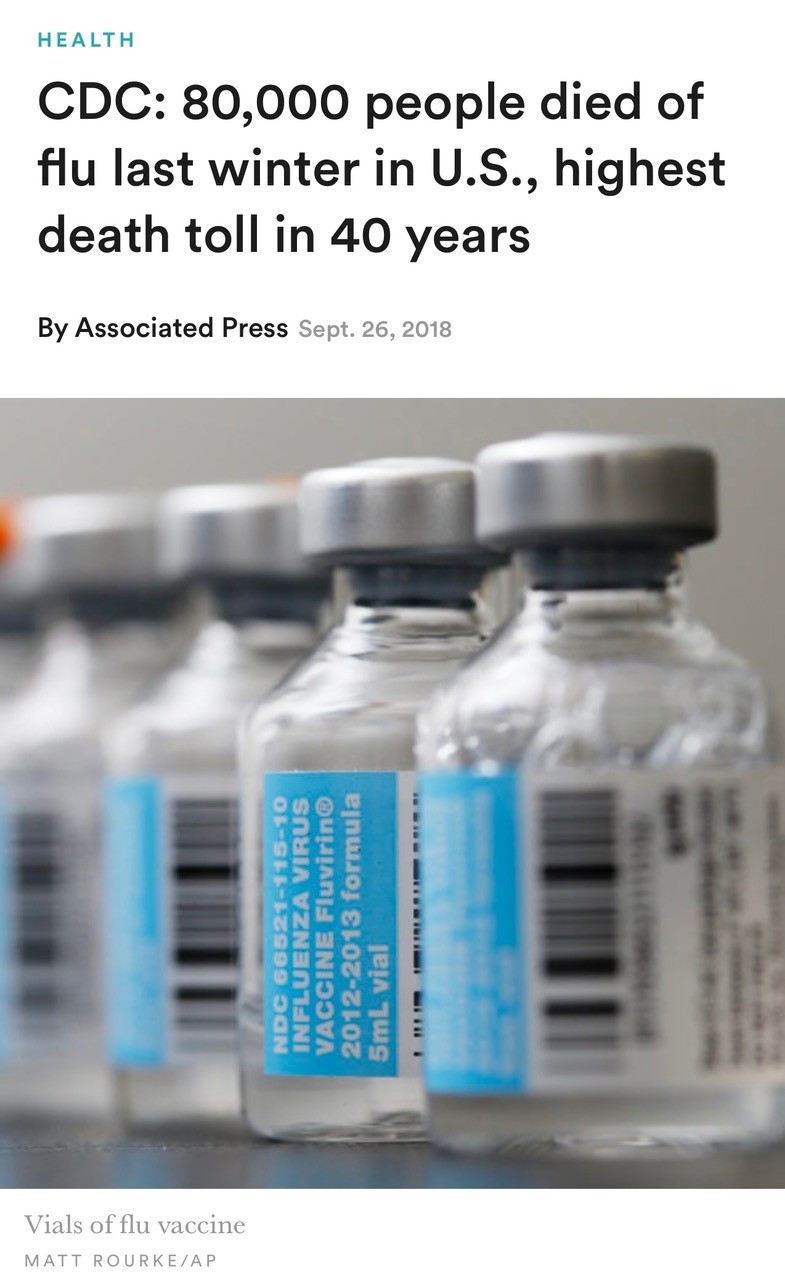 HEALTH
CDC: 80,000 people died of
flu last winter in U.S., highest
death toll in 40 years
By Associated Press Sept. 26, 2018
NDC 66521-115-10
INFLUENZA VIRUS
VACCINE Fluvirin®
2012-2013 formula
5mL vial
Vials of flu vaccine
MATT ROURKE/AP